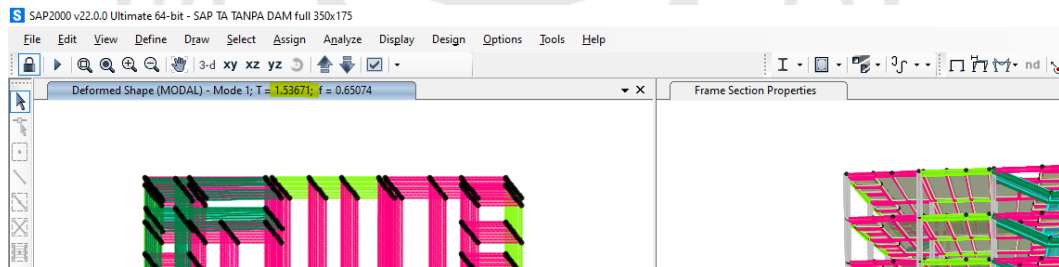 S SAP2000 v22.0.0 Ultimate 64-bit - SAP TA TANPA DAM full 350x175
File Edit View Define Draw Select Assign Analyze Display Design Options Tools Help
3-d xy xz yz nd
Deformed Shape (MODAL) - Mode 1; T = 1.53671; f = 0.65074
Frame Section Properties